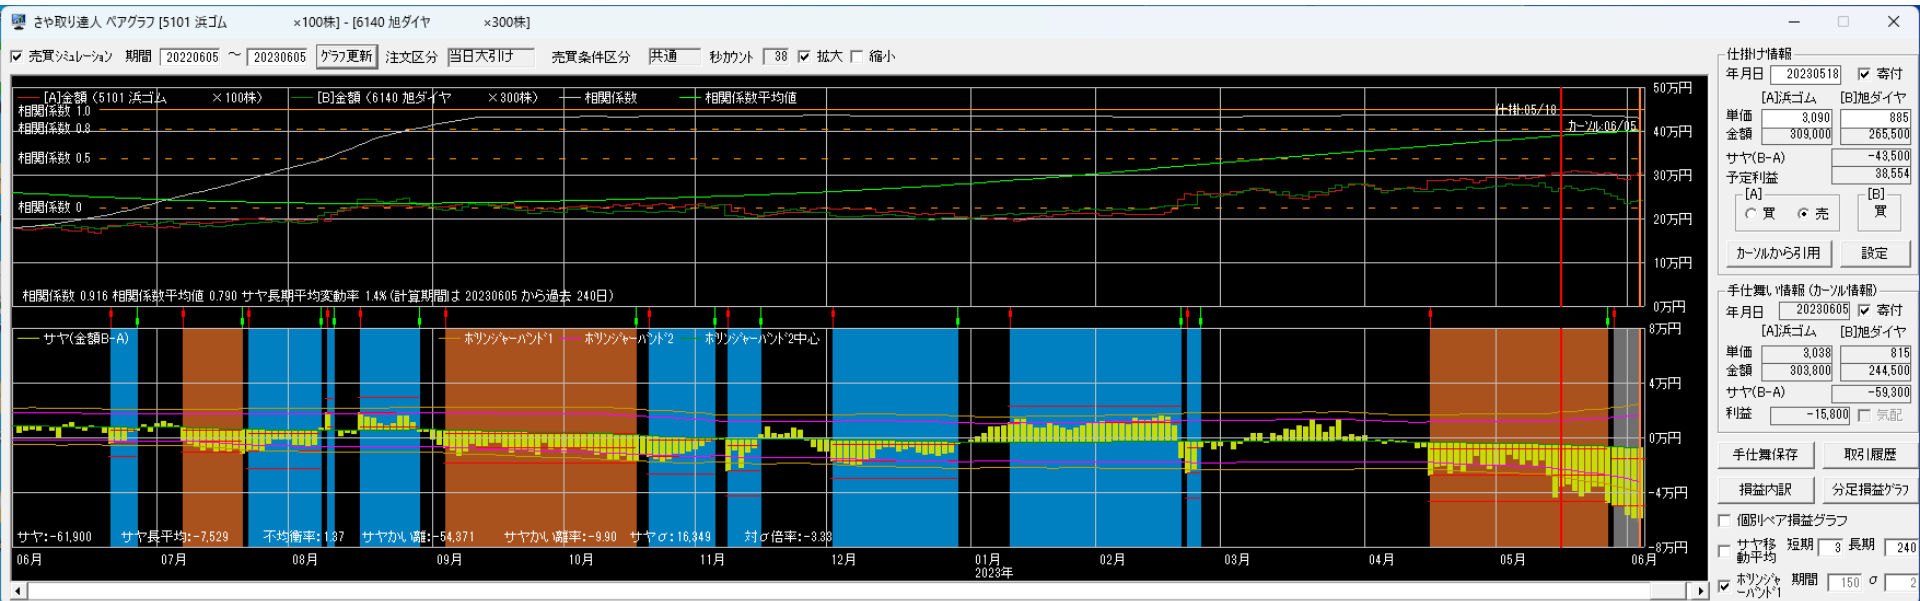 さや取り達人 ペアグラフ [5101 浜ゴム ×100株] - [6140 旭ダイヤ ×300株]
売買シミュレーション 期間 20220605 ～ 20230605 グラフ更新 注文区分 当日大引け 売買条件区分 共通 秒カウント 38 拡大 縮小
[A]金額 (5101 浜ゴム ×100株) [B]金額 (6140 旭ダイヤ ×300株) 相関係数 相関係数平均値
相関係数 1.0
相関係数 0.8
相関係数 0.5
相関係数 0
仕掛:05/18
カーソル:06/05
50万円
40万円
30万円
20万円
10万円
0万円
相関係数 0.916 相関係数平均値 0.790 サヤ長期平均変動率 1.4% (計算期間は 20230605 から過去 240日)
サヤ(金額B-A) ボリンジャーバンド1 ボリンジャーバンド2 ボリンジャーバンド2中心
8万円
4万円
0万円
-4万円
-8万円
サヤ:-61,900 サヤ長平均:-7,529 不均衡率:1.37 サヤかい離:-54,371 サヤかい離率:-9.90 サヤσ:16,349 対σ倍率:-3.33
06月 07月 08月 09月 10月 11月 12月 01月 02月 03月 04月 05月 06月
2023年
仕掛け情報
年月日 20230518 寄付
[A]浜ゴム [B]旭ダイヤ
単価 3,090 885
金額 309,000 265,500
サヤ(B-A) -43,500
予定利益 38,554
[A] [B]
買 売 買
カーソルから引用 設定
手仕舞い情報 (カーソル情報)
年月日 20230605 寄付
[A]浜ゴム [B]旭ダイヤ
単価 3,038 815
金額 303,800 244,500
サヤ(B-A) -59,300
利益 -15,800 気配
手仕舞保存 取引履歴
損益内訳 分足損益グラフ
個別ペア損益グラフ
サヤ移動平均 短期 3 長期 240
ボリンジャーバンド1 期間 150 σ 2